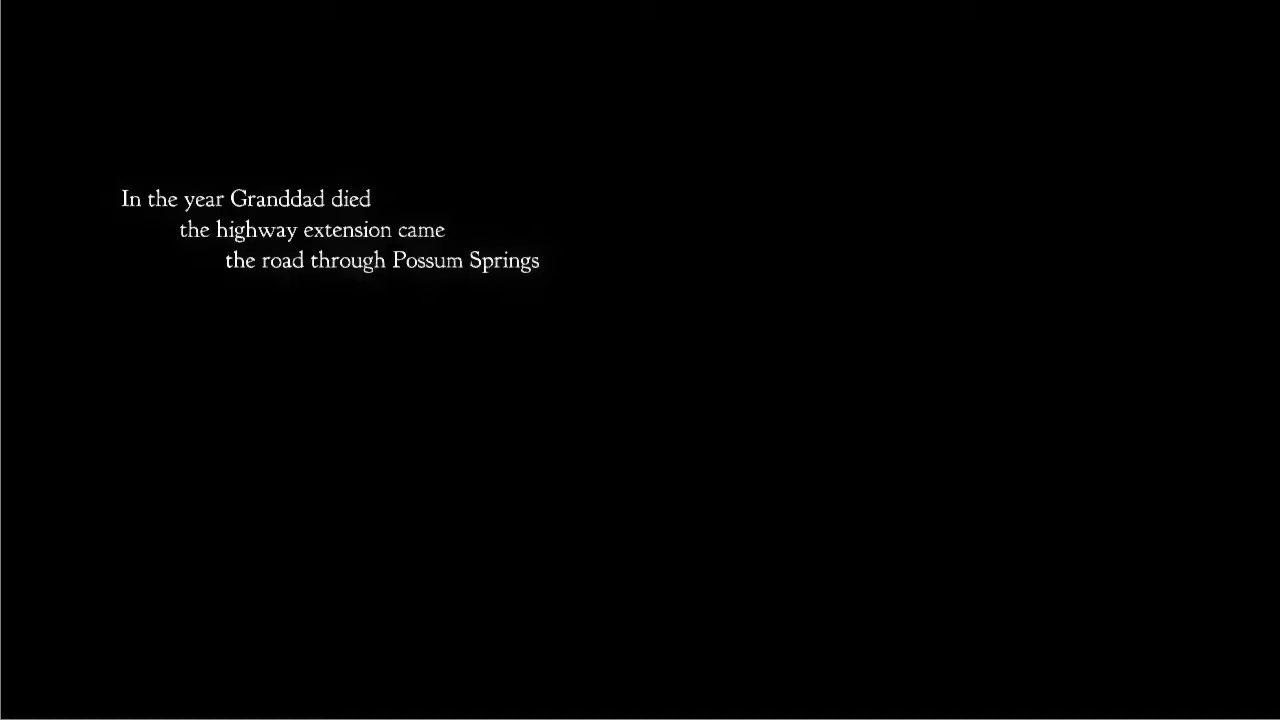 In the year Granddad died
the highway extension came
the road through Possum Springs